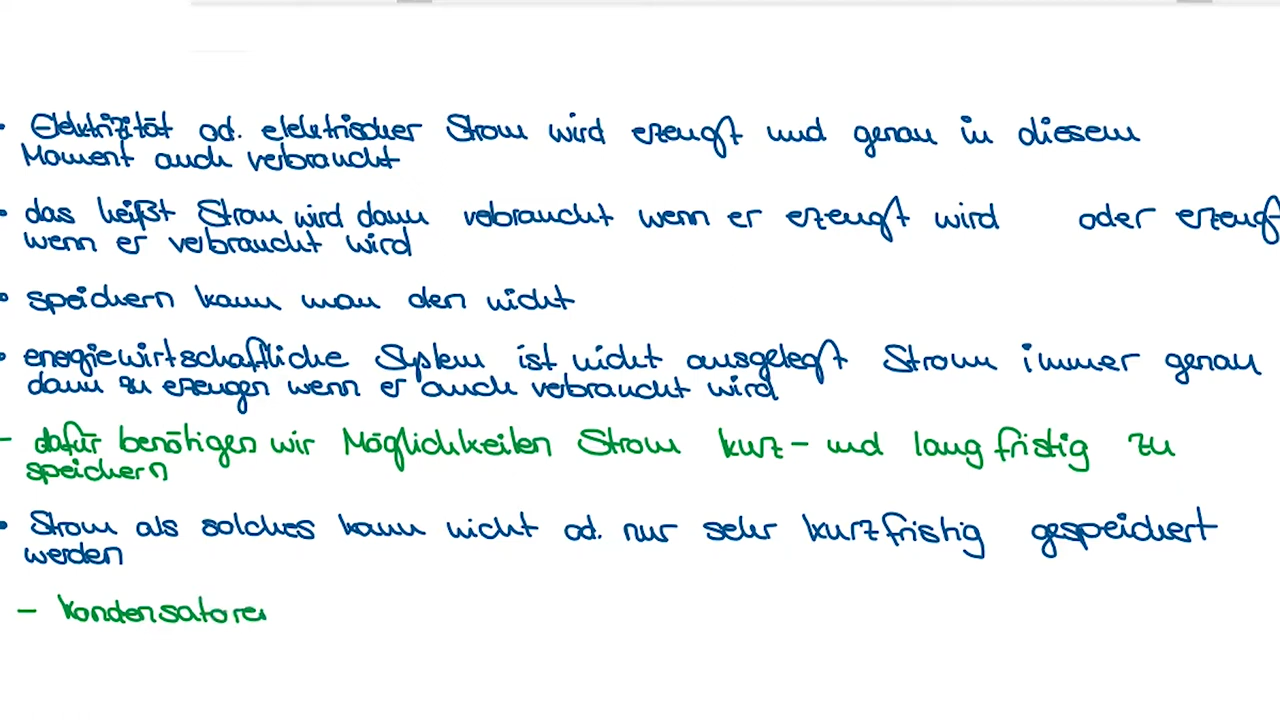 • Elektrizität od. elektrischer Strom wird erzeugt und genau in diesem
Moment auch verbraucht
• das heißt Strom wird dann verbraucht wenn er erzeugt wird oder erzeugt
wenn er verbraucht wird
• speichern kann man den nicht
• energiewirtschaftliche System ist nicht ausgelegt Strom immer genau
dann zu erzeugen wenn er auch verbraucht wird
- dafür benötigen wir Möglichkeiten Strom kurz- und langfristig zu
speichern
• Strom als solches kann nicht od. nur sehr kurzfristig gespeichert
werden
- Kondensatore